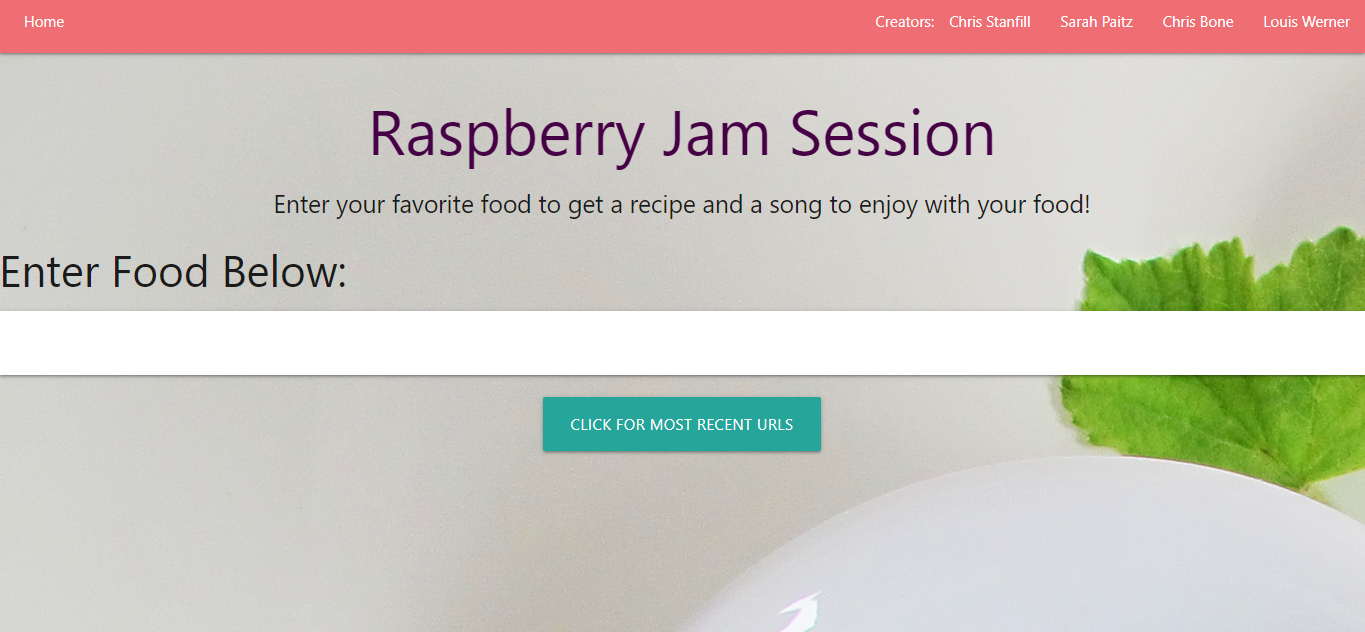 Home Creators: Chris Stanfill Sarah Paitz Chris Bone Louis Werner
Raspberry Jam Session
Enter your favorite food to get a recipe and a song to enjoy with your food!
Enter Food Below:
CLICK FOR MOST RECENT URLS